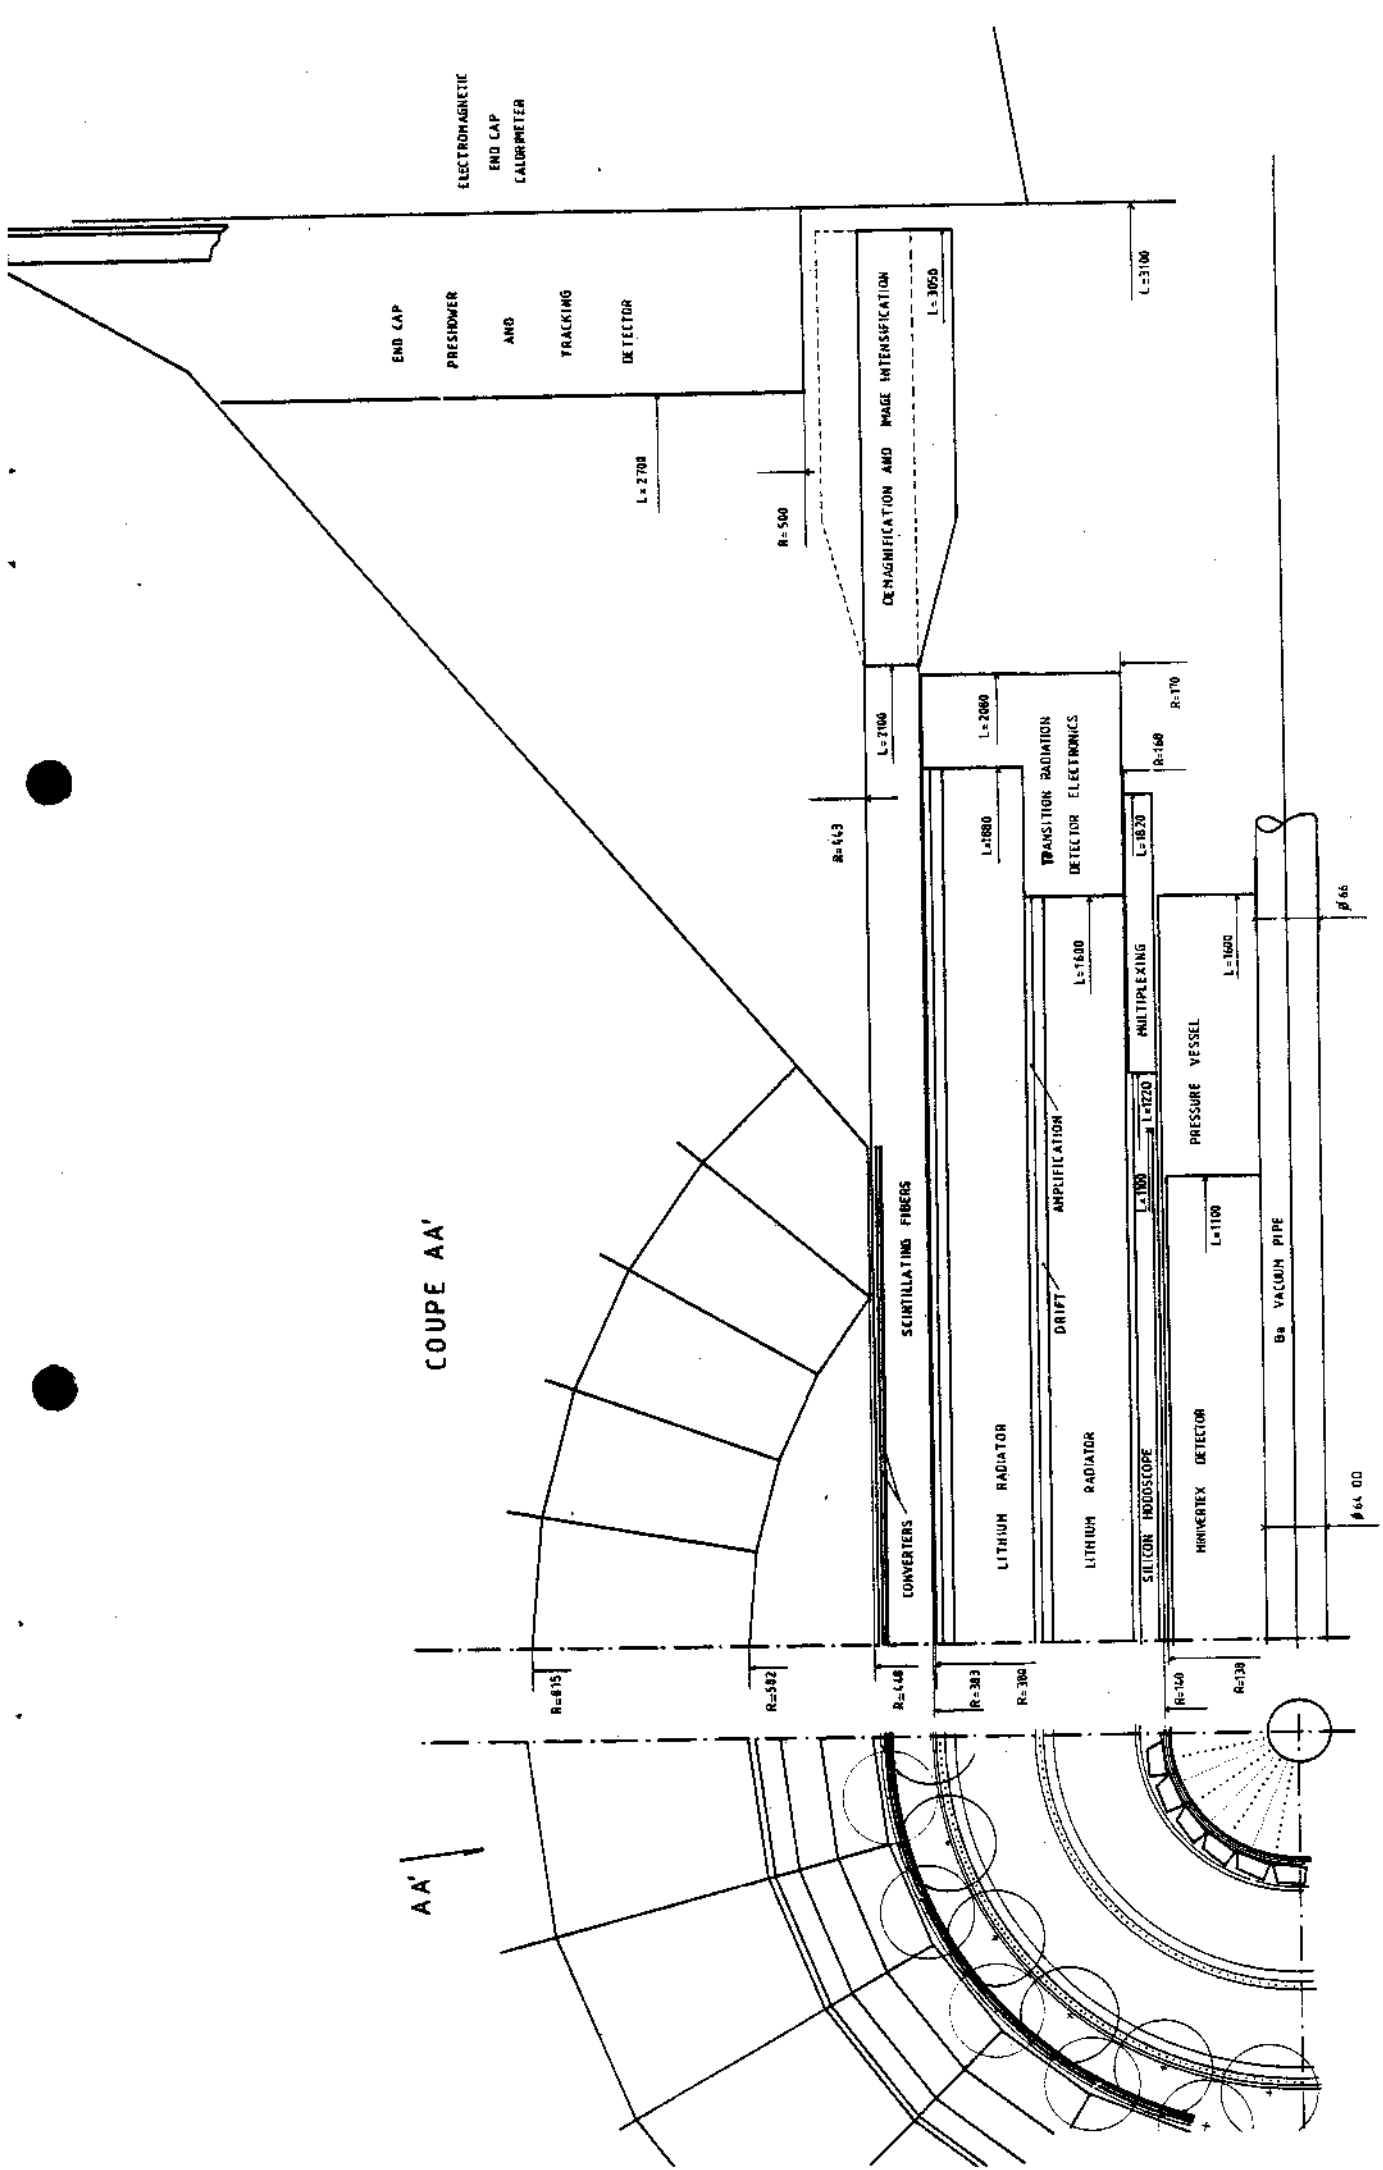 COUPE AA'
AA'
ELECTROMAGNETIC
END CAP
CALORIMETER
END CAP
PRESHOWER
AND
TRACKING
DETECTOR
L=2700
R=500
DEMAGNIFICATION AND IMAGE INTENSIFICATION
L=3050
L=3100
L=2100
R=443
L=2060
TRANSITION RADIATION
DETECTOR ELECTRONICS
R=170
R=168
L=1880
L=1820
L=1600
MULTIPLEXING
L=1600
Ø 66
PRESSURE VESSEL
L=1220
L=1100
L=1100
SCINTILLATING FIBERS
AMPLIFICATION
DRIFT
CONVERTERS
LITHIUM RADIATOR
LITHIUM RADIATOR
SILICON HODOSCOPE
MINIVERTEX DETECTOR
Be VACUUM PIPE
Ø 64 OD
R=815
R=582
R=448
R=383
R=380
R=140
R=138